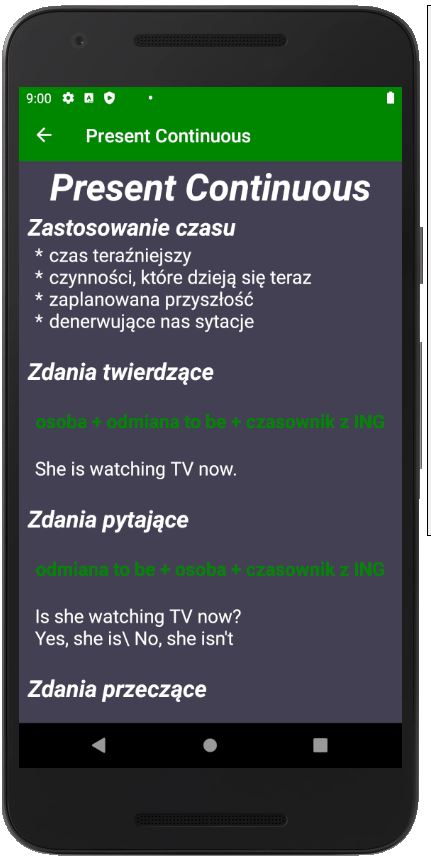 9:00
Present Continuous
Present Continuous
Zastosowanie czasu
* czas teraźniejszy
* czynności, które dzieją się teraz
* zaplanowana przyszłość
* denerwujące nas sytacje
Zdania twierdzące
osoba + odmiana to be + czasownik z ING
She is watching TV now.
Zdania pytające
odmiana to be + osoba + czasownik z ING
Is she watching TV now?
Yes, she is\ No, she isn't
Zdania przeczące